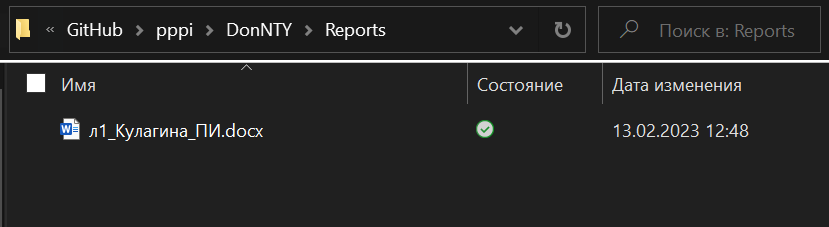 « GitHub › pppi › DonNTY › Reports Поиск в: Reports
Имя Состояние Дата изменения
л1_Кулагина_ПИ.docx 13.02.2023 12:48